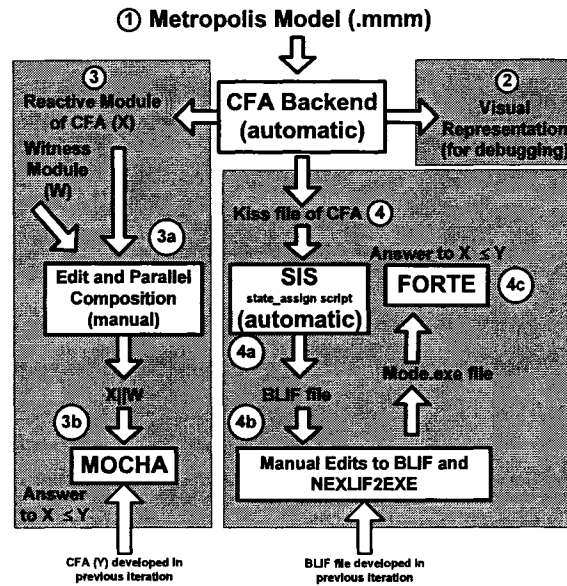 1 Metropolis Model (.mmm)
3
Reactive Module
of CFA (X)
Witness
Module
(W)
CFA Backend
(automatic)
2
Visual
Representation
(for debugging)
Kiss file of CFA 4
3a
Edit and Parallel
Composition
(manual)
SIS
state_assign script
(automatic)
4a
Answer to X ≤ Y
FORTE
4c
X||W
3b
MOCHA
Answer
to X ≤ Y
BLIF file
4b
Mode.exe file
Manual Edits to BLIF and
NEXLIF2EXE
CFA (Y) developed in
previous iteration
BLIF file developed in
previous iteration